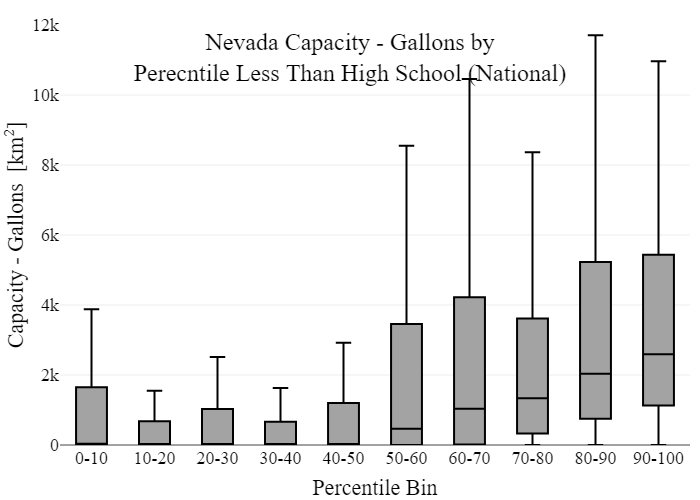 Nevada Capacity - Gallons by
Perecntile Less Than High School (National)
Capacity - Gallons [km²]
12k
10k
8k
6k
4k
2k
0
0-10 10-20 20-30 30-40 40-50 50-60 60-70 70-80 80-90 90-100
Percentile Bin